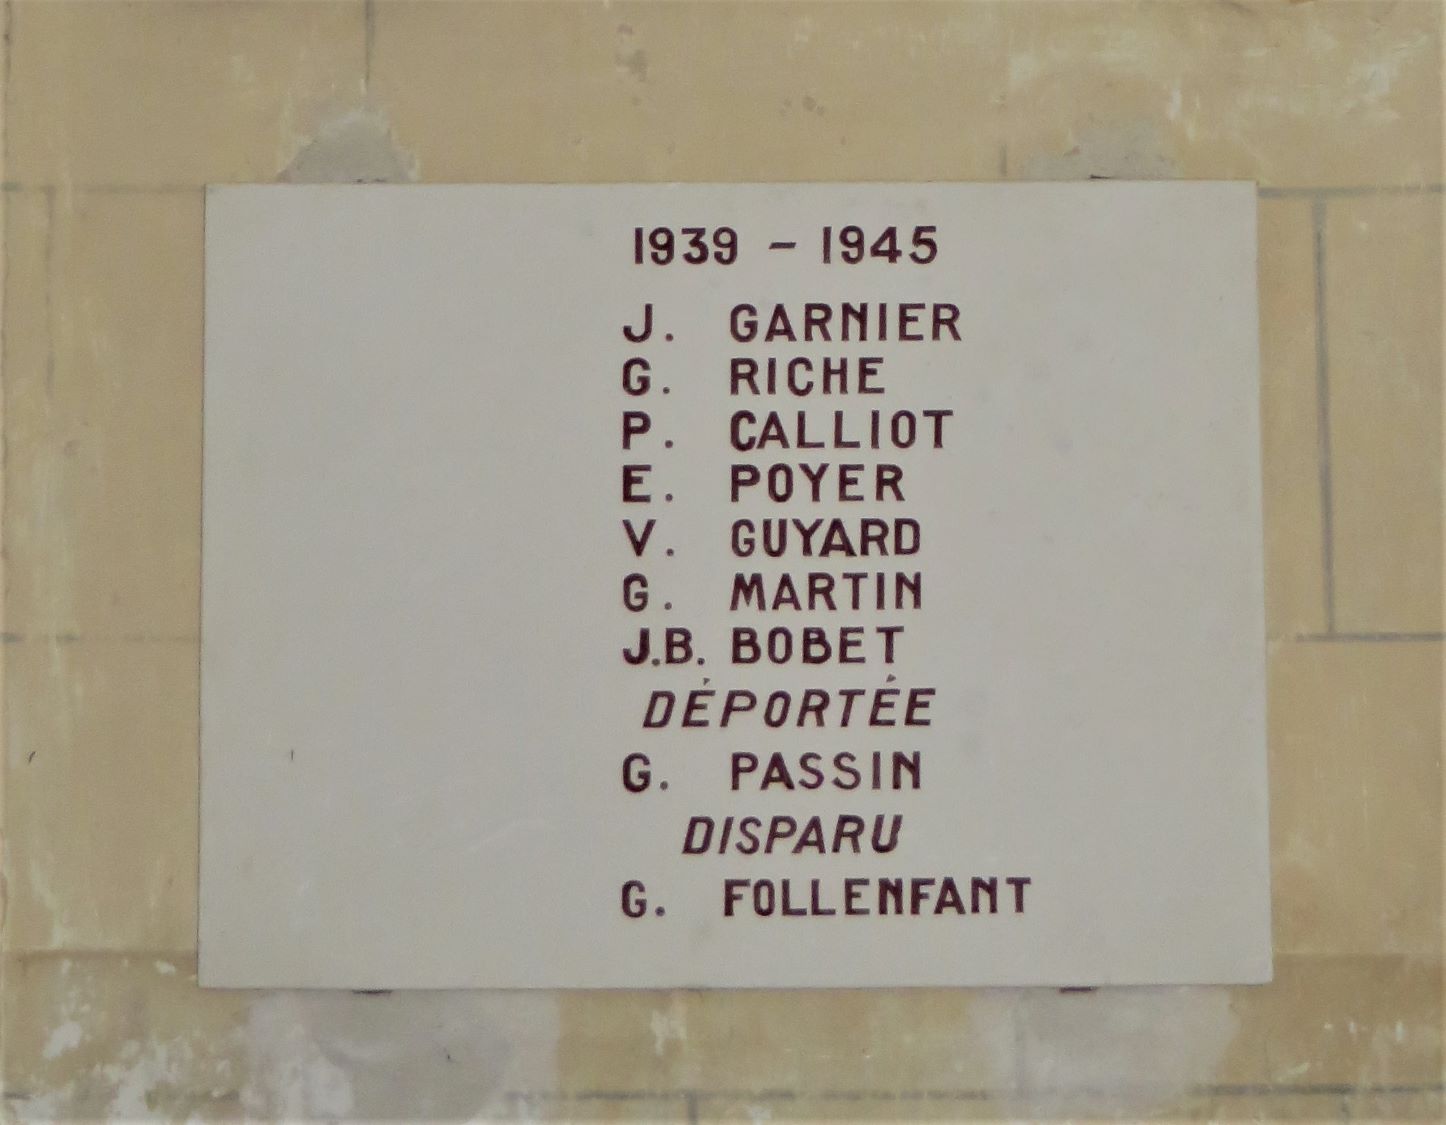 1939 - 1945
J. GARNIER
G. RICHE
P. CALLIOT
E. POYER
V. GUYARD
G. MARTIN
J.B. BOBET
DÉPORTÉE
G. PASSIN
DISPARU
G. FOLLENFANT